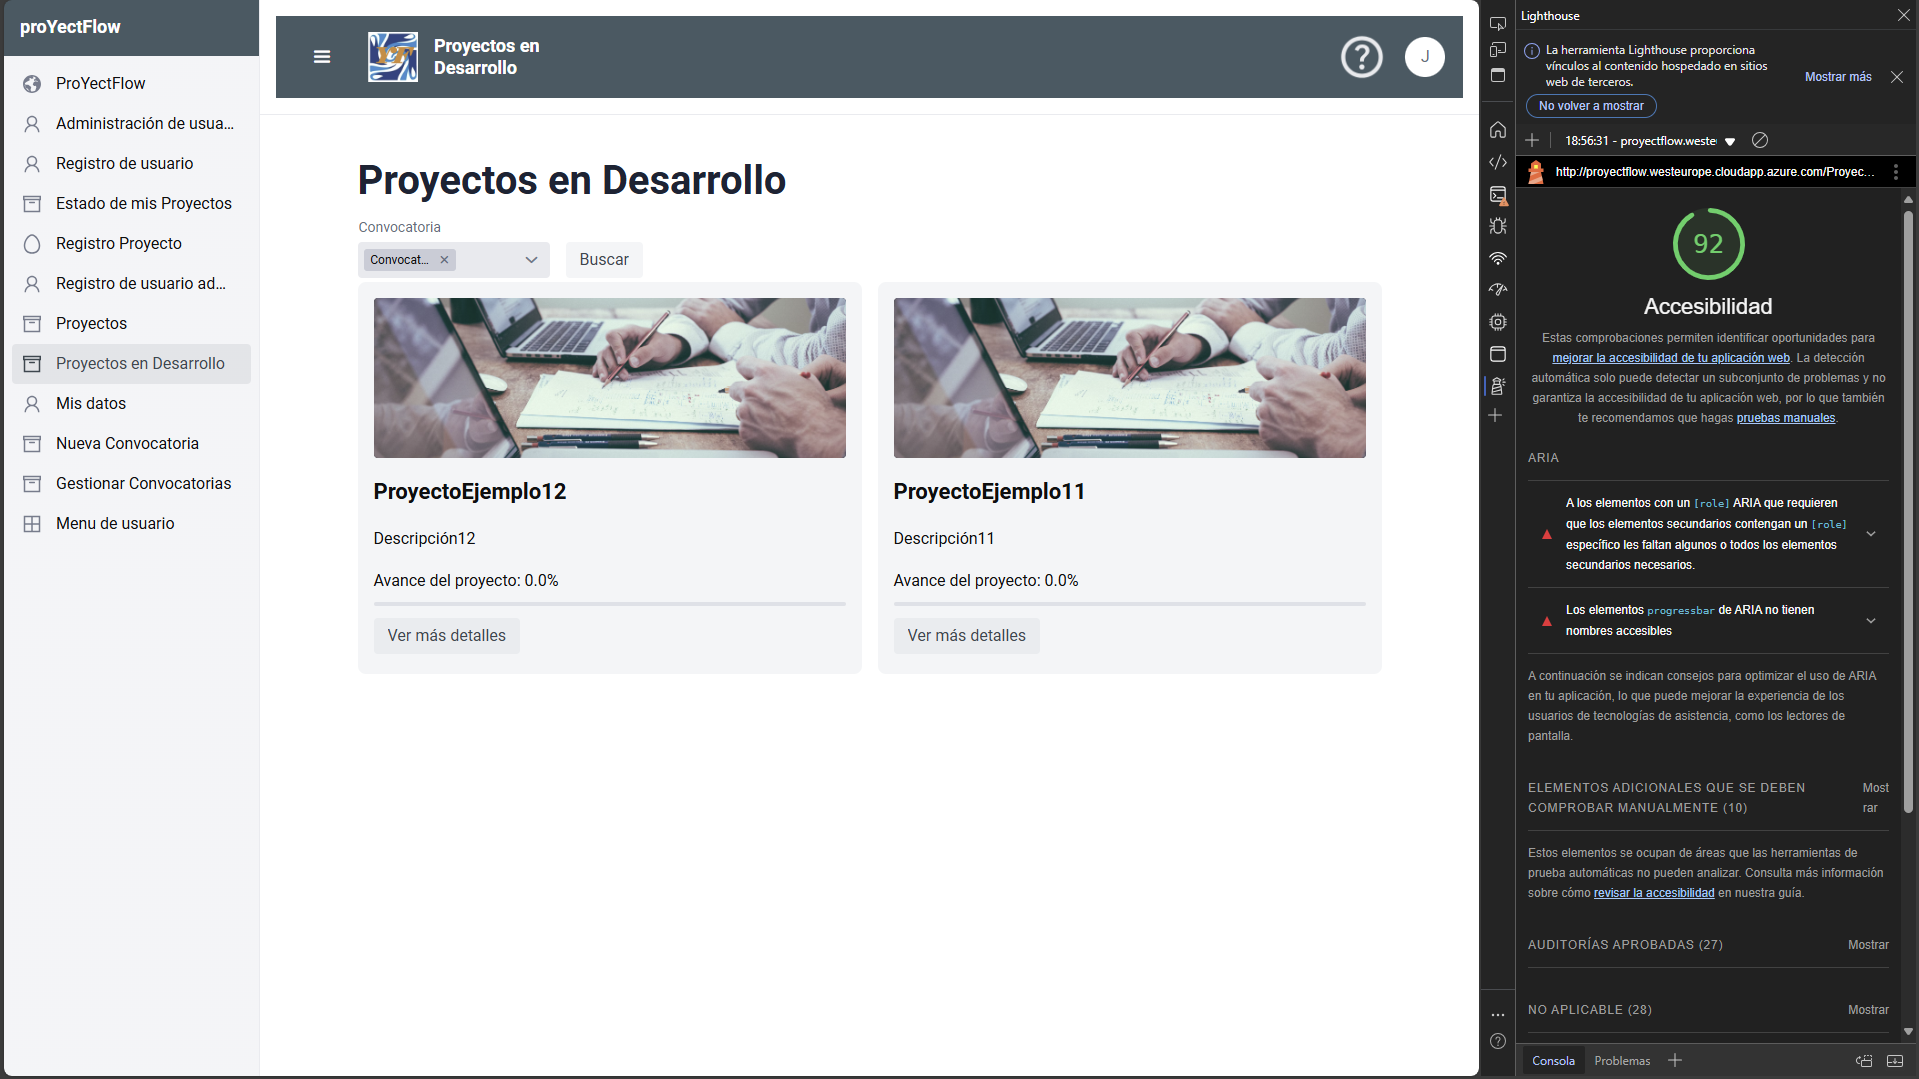 proYectFlow
ProYectFlow
Administración de usua...
Registro de usuario
Estado de mis Proyectos
Registro Proyecto
Registro de usuario ad...
Proyectos
Proyectos en Desarrollo
Mis datos
Nueva Convocatoria
Gestionar Convocatorias
Menu de usuario
Proyectos en
Desarrollo
J
Proyectos en Desarrollo
Convocatoria
Convocat...
Buscar
ProyectoEjemplo12
Descripción12
Avance del proyecto: 0.0%
Ver más detalles
ProyectoEjemplo11
Descripción11
Avance del proyecto: 0.0%
Ver más detalles
Lighthouse
La herramienta Lighthouse proporciona
vínculos al contenido hospedado en sitios
web de terceros.
Mostrar más
No volver a mostrar
18:56:31 - proyectflow.weste
http://proyectflow.westeurope.cloudapp.azure.com/Proyec...
92
Accesibilidad
Estas comprobaciones permiten identificar oportunidades para
mejorar la accesibilidad de tu aplicación web. La detección
automática solo puede detectar un subconjunto de problemas y no
garantiza la accesibilidad de tu aplicación web, por lo que también
te recomendamos que hagas pruebas manuales.
ARIA
A los elementos con un [role] ARIA que requieren
que los elementos secundarios contengan un [role]
específico les faltan algunos o todos los elementos
secundarios necesarios.
Los elementos progressbar de ARIA no tienen
nombres accesibles
A continuación se indican consejos para optimizar el uso de ARIA
en tu aplicación, lo que puede mejorar la experiencia de los
usuarios de tecnologías de asistencia, como los lectores de
pantalla.
ELEMENTOS ADICIONALES QUE SE DEBEN
COMPROBAR MANUALMENTE (10)
Most
rar
Estos elementos se ocupan de áreas que las herramientas de
prueba automáticas no pueden analizar. Consulta más información
sobre cómo revisar la accesibilidad en nuestra guía.
AUDITORÍAS APROBADAS (27)
Mostrar
NO APLICABLE (28)
Mostrar
Consola
Problemas